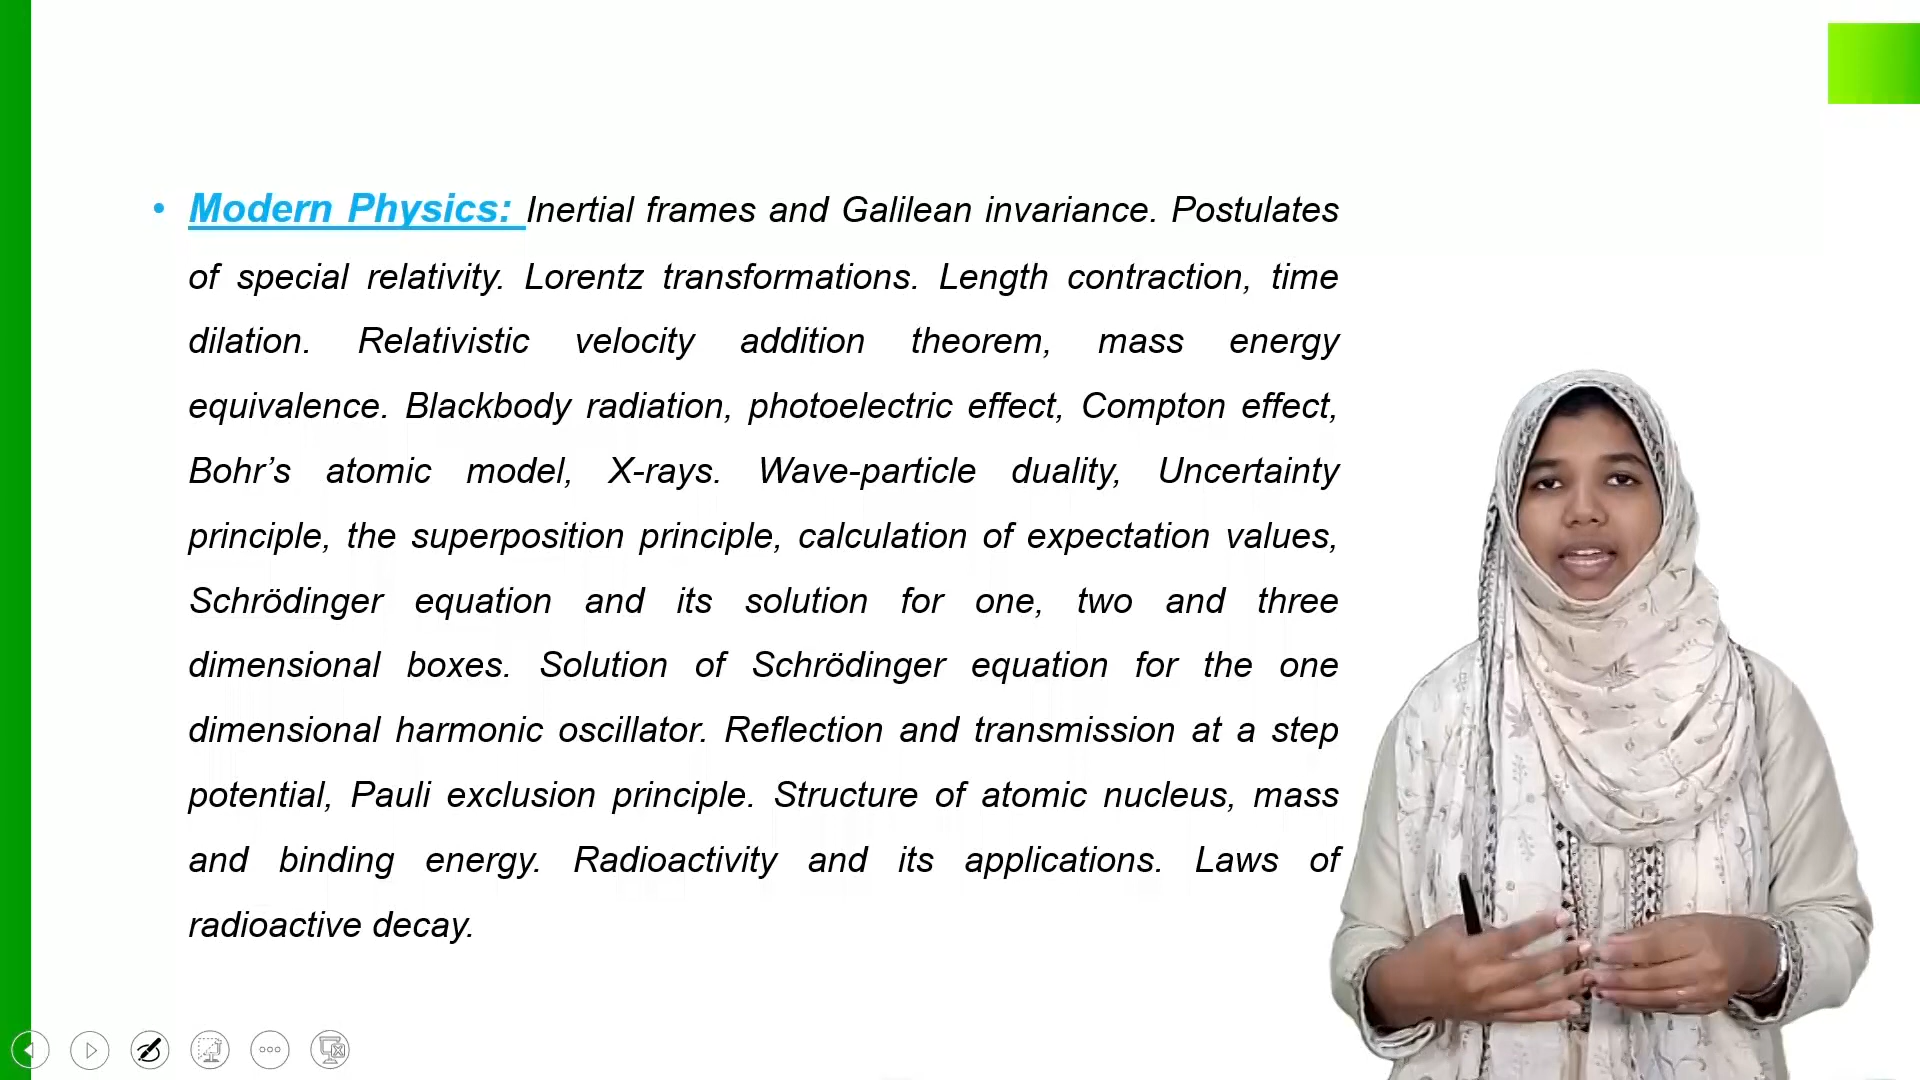 • Modern Physics: Inertial frames and Galilean invariance. Postulates
of special relativity. Lorentz transformations. Length contraction, time
dilation. Relativistic velocity addition theorem, mass energy
equivalence. Blackbody radiation, photoelectric effect, Compton effect,
Bohr’s atomic model, X-rays. Wave-particle duality, Uncertainty
principle, the superposition principle, calculation of expectation values,
Schrödinger equation and its solution for one, two and three
dimensional boxes. Solution of Schrödinger equation for the one
dimensional harmonic oscillator. Reflection and transmission at a step
potential, Pauli exclusion principle. Structure of atomic nucleus, mass
and binding energy. Radioactivity and its applications. Laws of
radioactive decay.